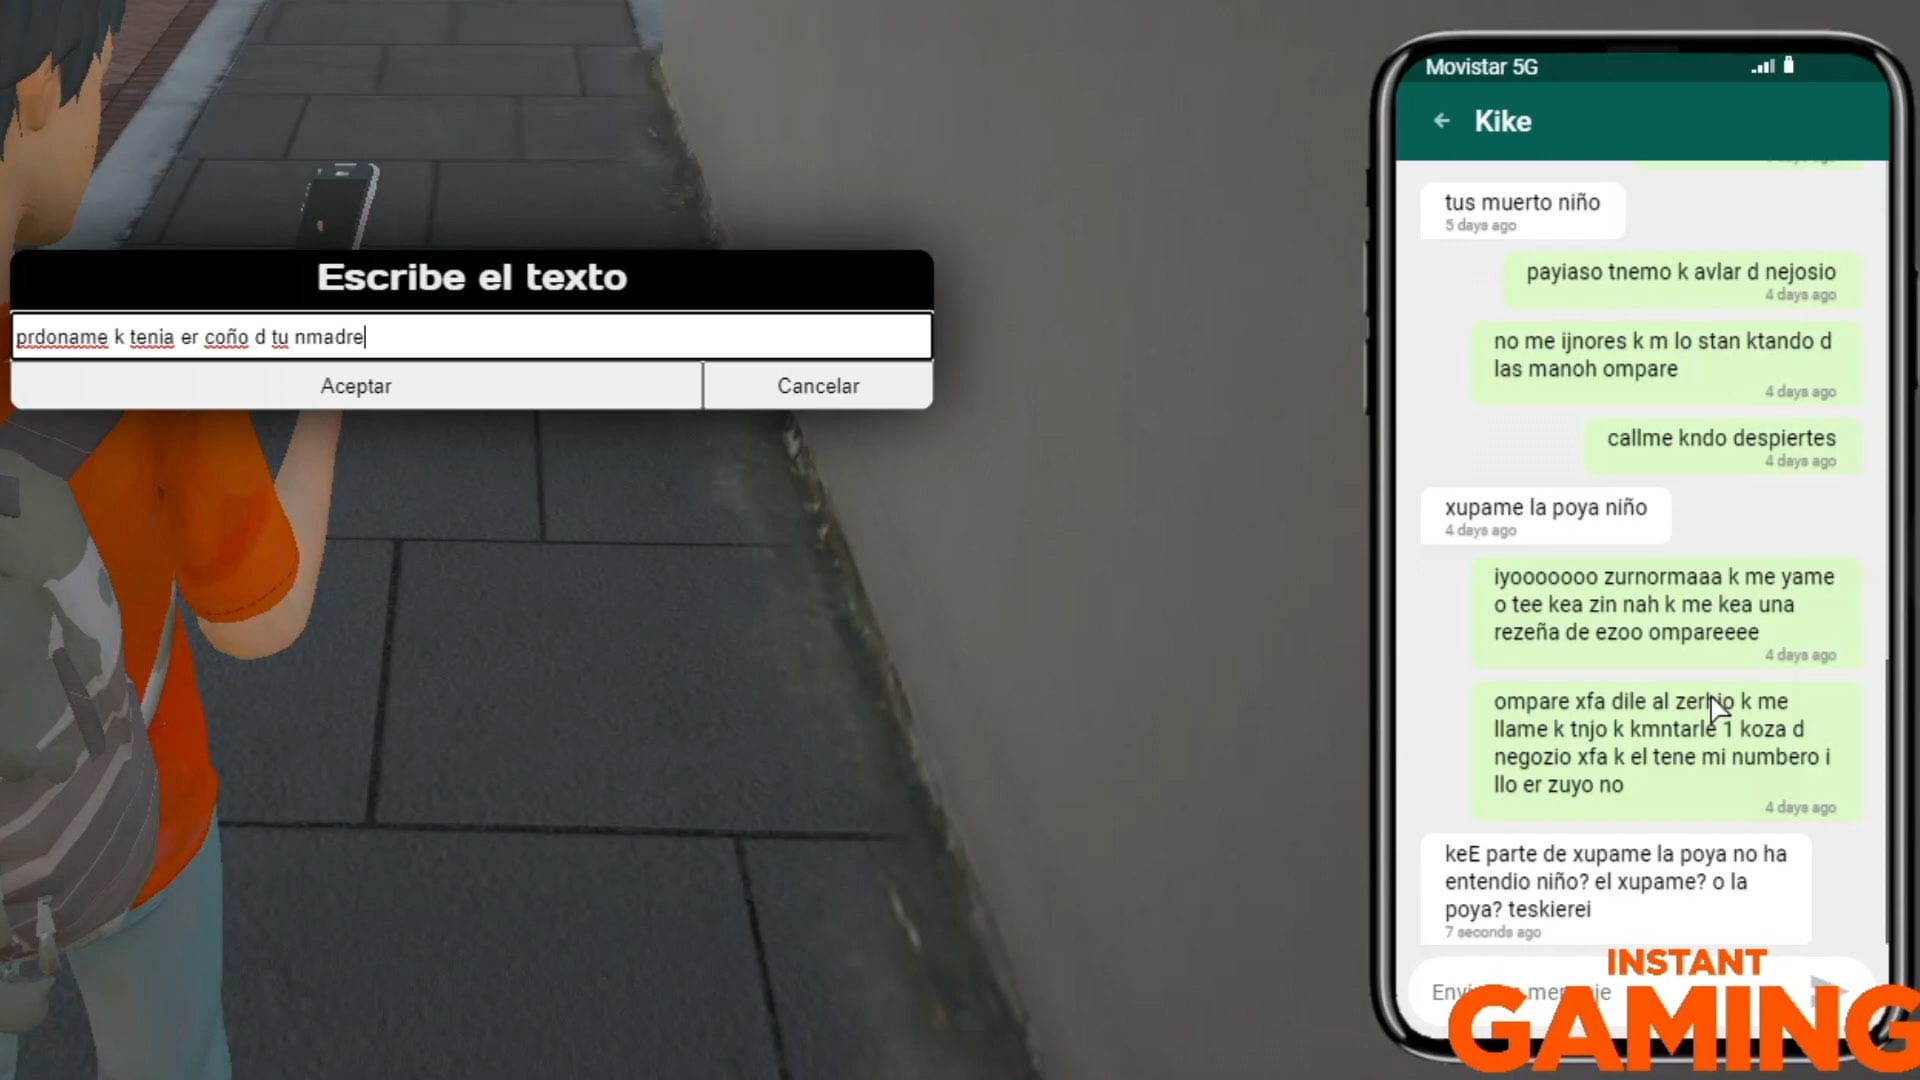 Escribe el texto
prdoname k tenia er coño d tu nmadre
Aceptar
Cancelar
Movistar 5G
Kike
tus muerto niño
5 days ago
payiaso tnemo k avlar d nejosio
4 days ago
no me ijnores k m lo stan ktando d
las manoh ompare
4 days ago
callme kndo despiertes
4 days ago
xupame la poya niño
4 days ago
iyooooooo zurnormaaa k me yame
o tee kea zin nah k me kea una
rezeña de ezoo ompareeee
4 days ago
ompare xfa dile al k me
llame k tnjo k kmntarle 1 koza d
negozio xfa k el tene mi numbero i
llo er zuyo no
4 days ago
keE parte de xupame la poya no ha
entendio niño? el xupame? o la
poya? teskierei
7 seconds ago
INSTANT
GAMING